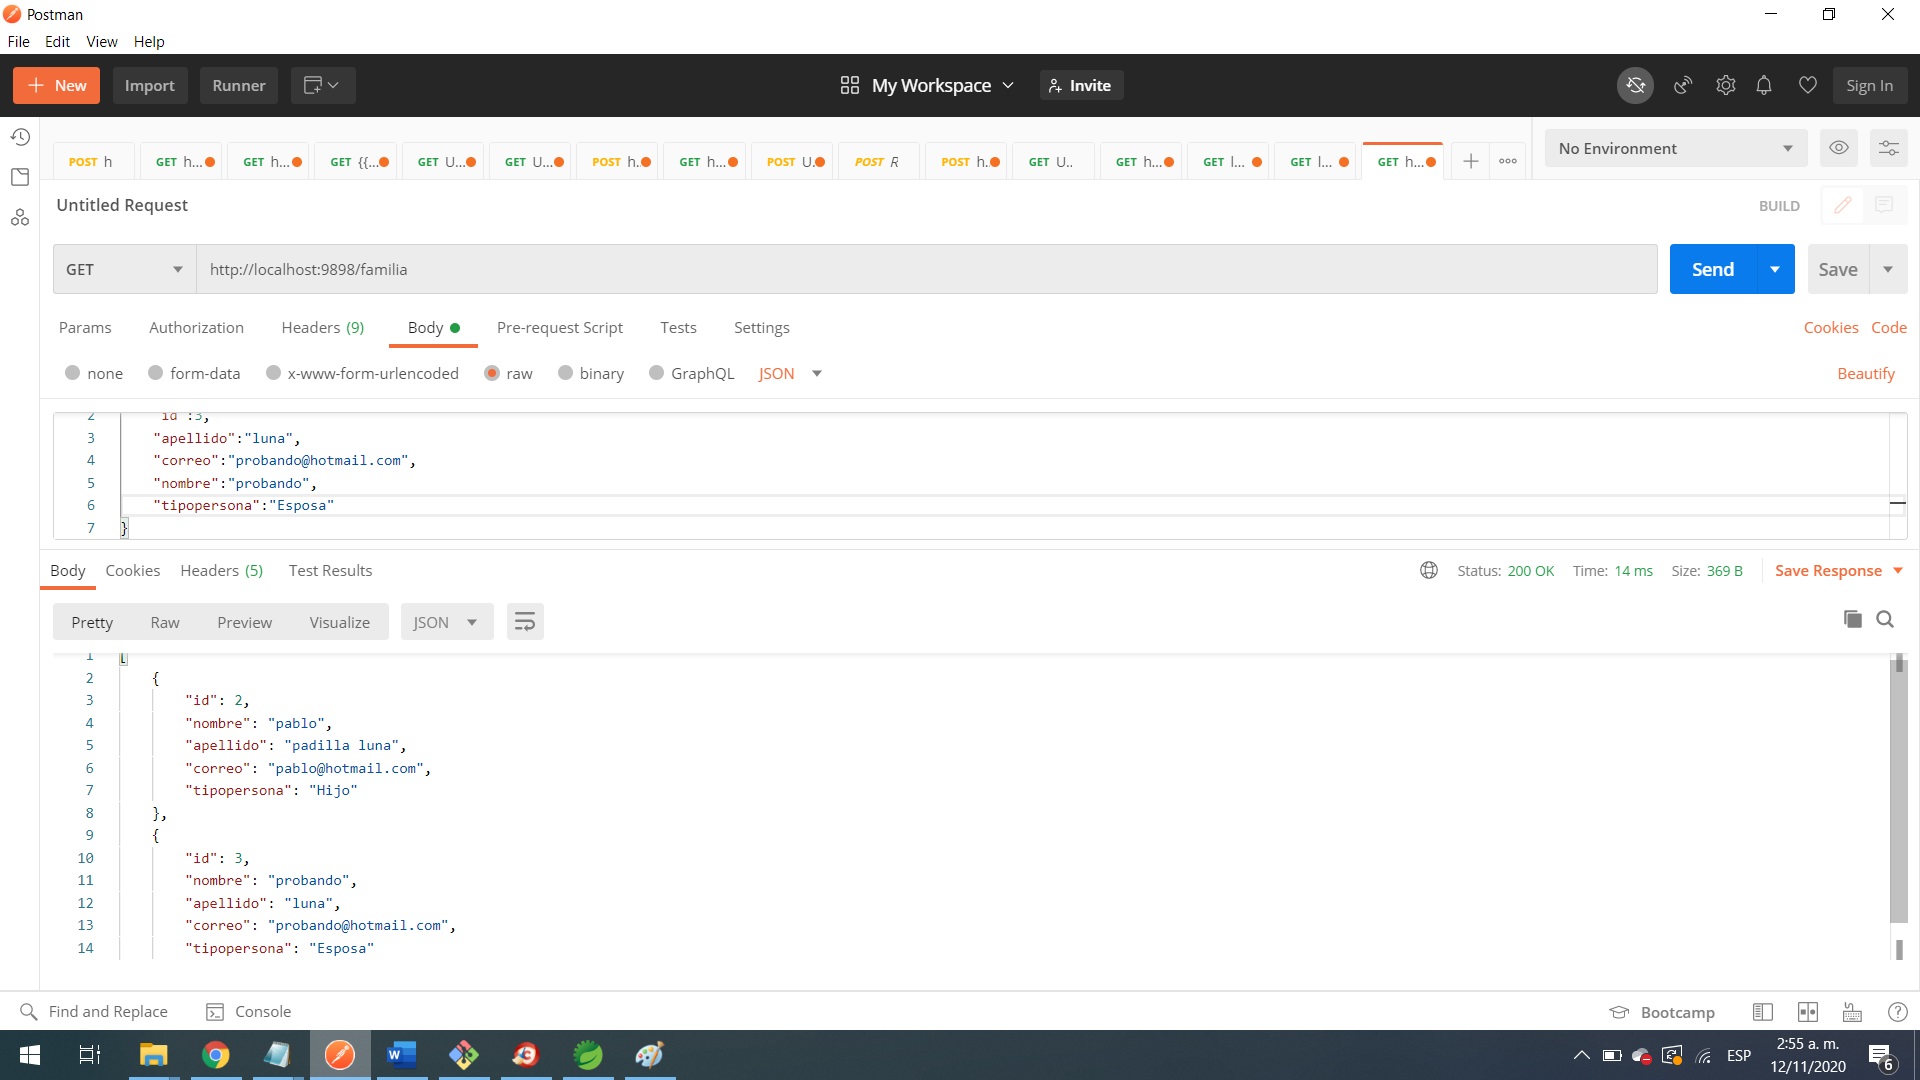 Postman
File Edit View Help
New Import Runner My Workspace Invite Sign In
POST h GET h... GET h... GET {{... GET U... GET U... POST h. GET h... POST U. POST R POST h. GET U.. GET h... GET l... GET l... GET h... No Environment
Untitled Request BUILD
GET http://localhost:9898/familia Send Save
Params Authorization Headers (9) Body Pre-request Script Tests Settings Cookies Code
none form-data x-www-form-urlencoded raw binary GraphQL JSON Beautify
2 "id":3,
3 "apellido":"luna",
4 "correo":"probando@hotmail.com",
5 "nombre":"probando",
6 "tipopersona":"Esposa"
7 }
Body Cookies Headers (5) Test Results Status: 200 OK Time: 14 ms Size: 369 B Save Response
Pretty Raw Preview Visualize JSON
1 [
2 {
3 "id": 2,
4 "nombre": "pablo",
5 "apellido": "padilla luna",
6 "correo": "pablo@hotmail.com",
7 "tipopersona": "Hijo"
8 },
9 {
10 "id": 3,
11 "nombre": "probando",
12 "apellido": "luna",
13 "correo": "probando@hotmail.com",
14 "tipopersona": "Esposa"
Find and Replace Console Bootcamp
ESP 2:55 a. m.
12/11/2020 6